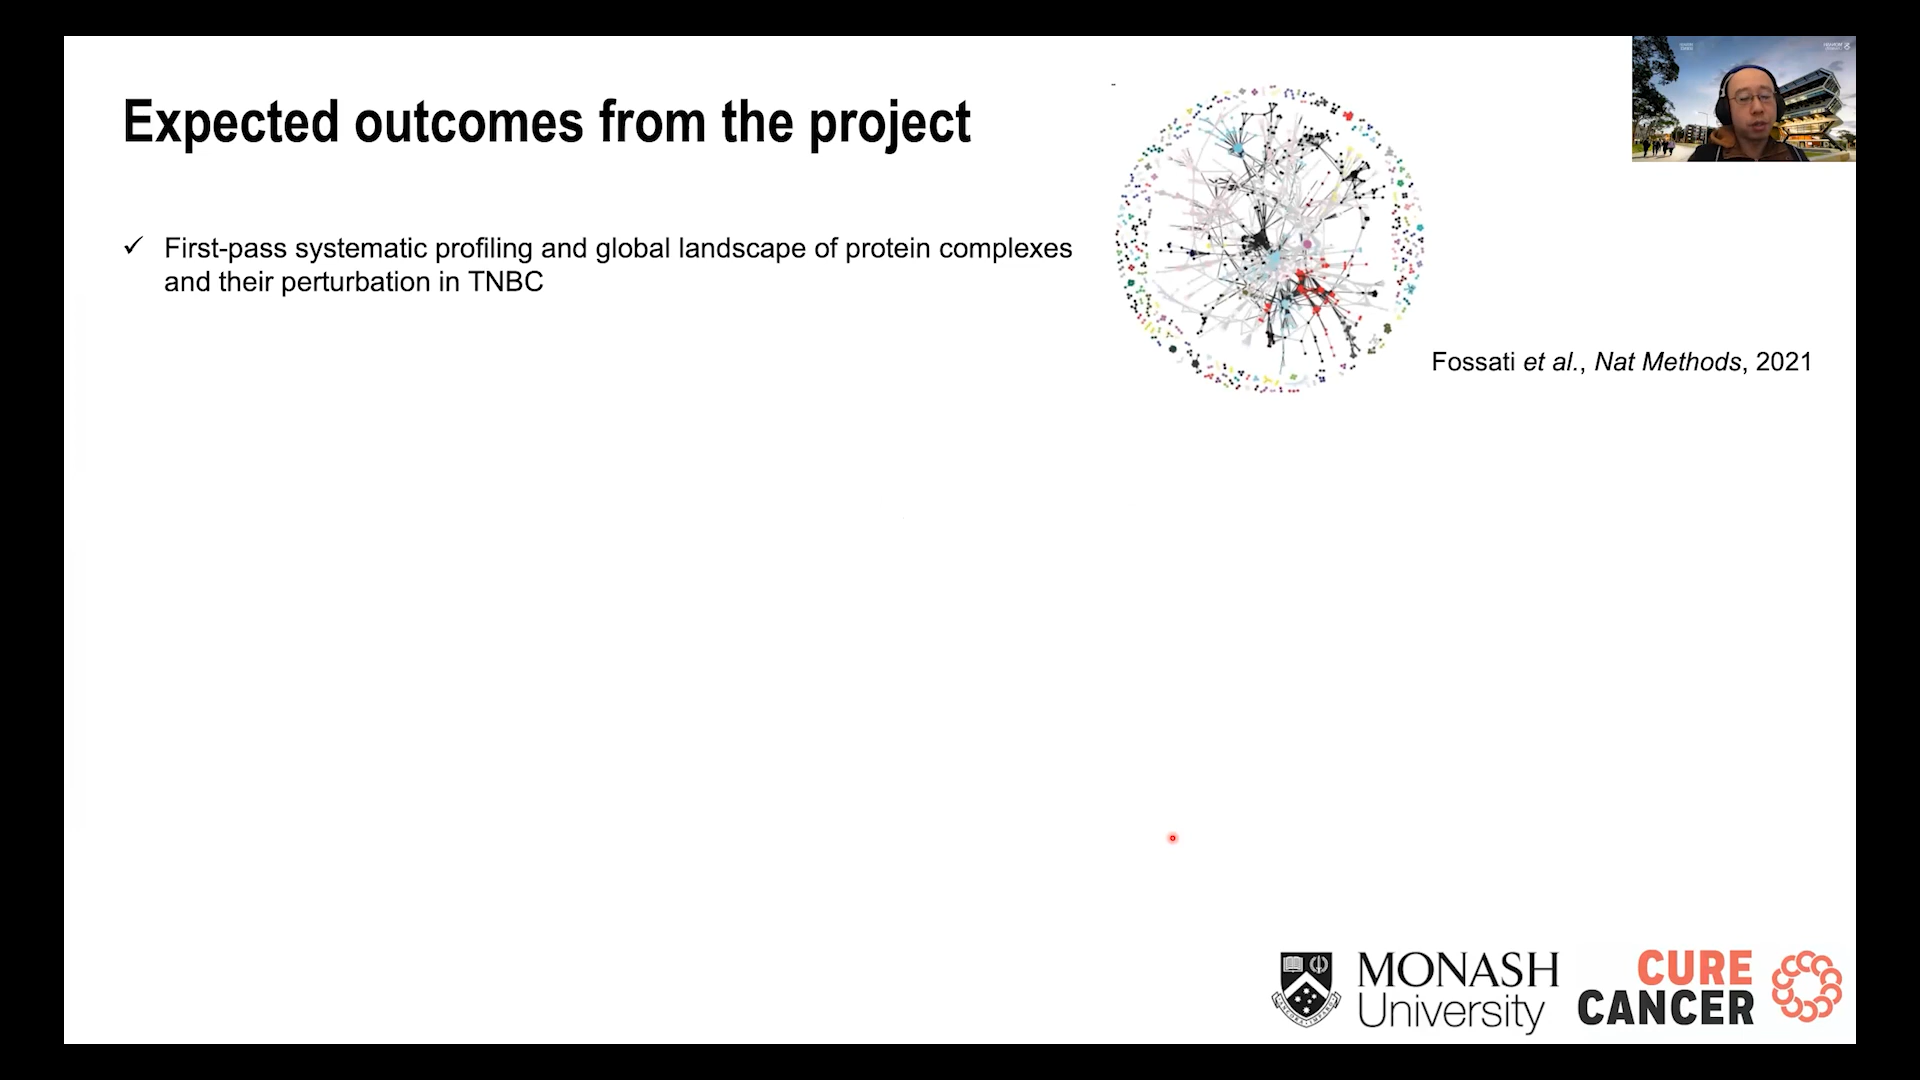 Expected outcomes from the project
✓ First-pass systematic profiling and global landscape of protein complexes
and their perturbation in TNBC
Fossati et al., Nat Methods, 2021
MONASH
University
CURE
CANCER